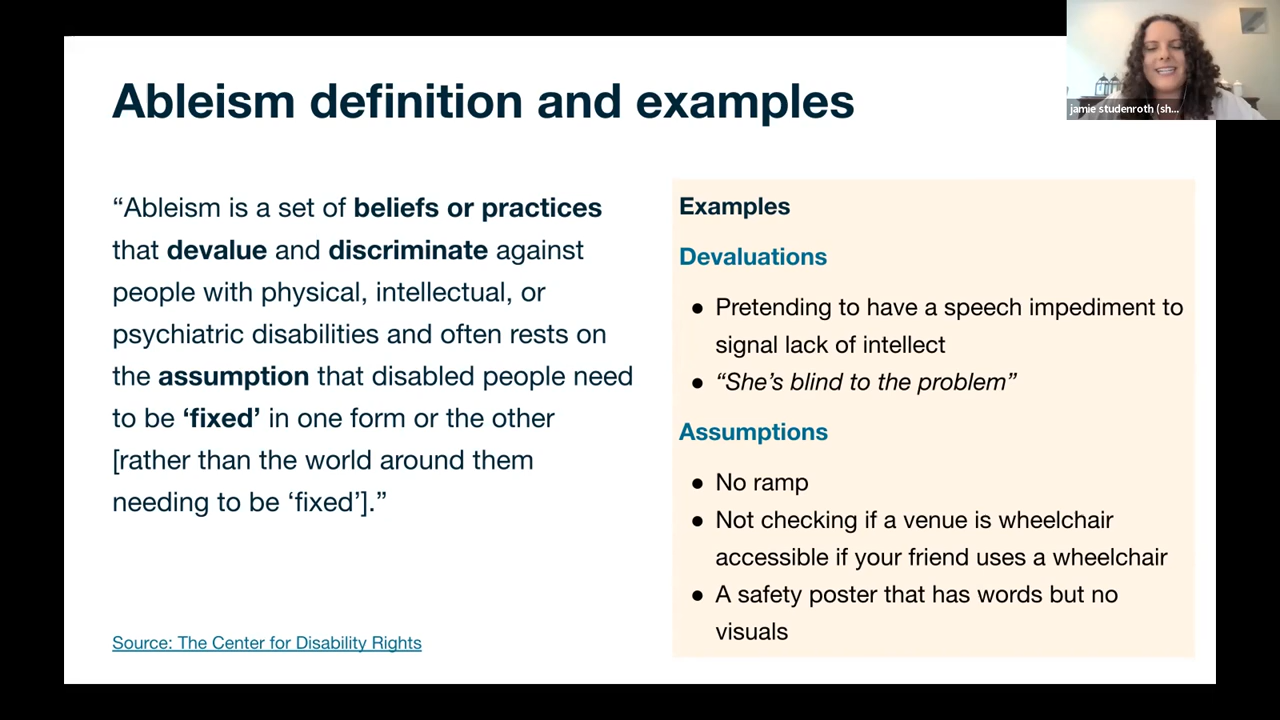 Ableism definition and examples
jamie studenroth (sh...
“Ableism is a set of beliefs or practices
that devalue and discriminate against
people with physical, intellectual, or
psychiatric disabilities and often rests on
the assumption that disabled people need
to be ‘fixed’ in one form or the other
[rather than the world around them
needing to be ‘fixed’].”
Source: The Center for Disability Rights
Examples
Devaluations
● Pretending to have a speech impediment to
signal lack of intellect
● “She’s blind to the problem”
Assumptions
● No ramp
● Not checking if a venue is wheelchair
accessible if your friend uses a wheelchair
● A safety poster that has words but no
visuals